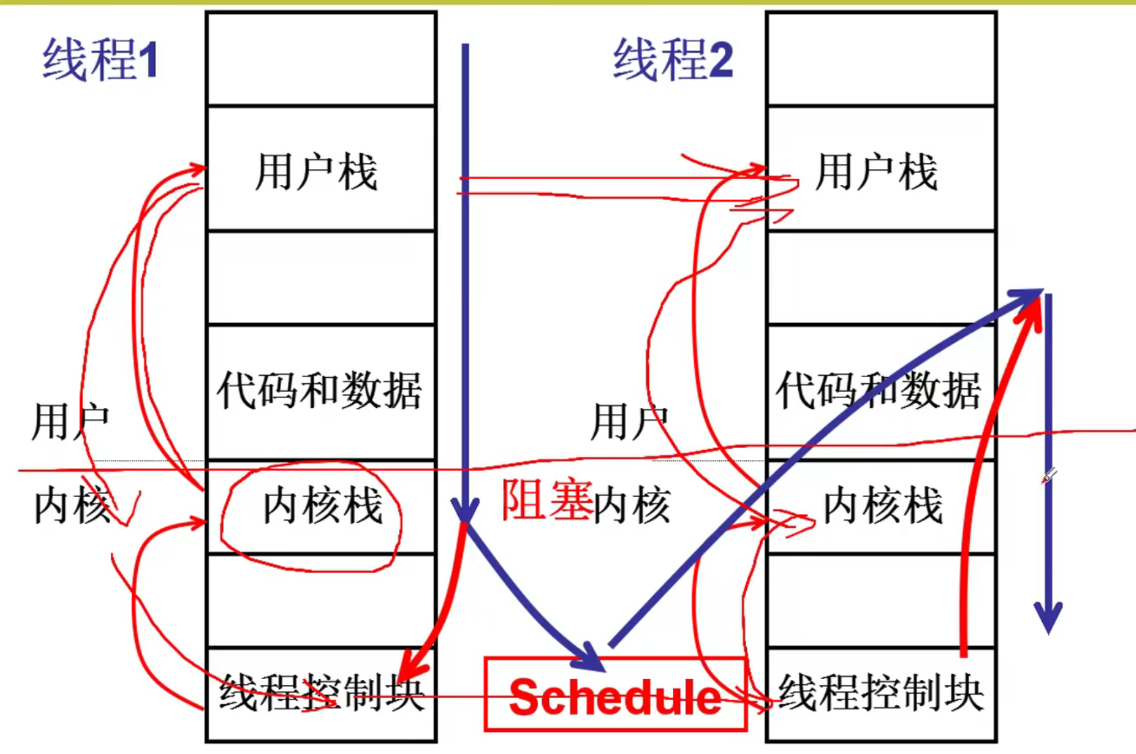 线程1
线程2
用户栈
用户栈
代码和数据
代码和数据
用户
用户
内核
内核栈
阻塞
内核
内核栈
线程控制块
Schedule
线程控制块